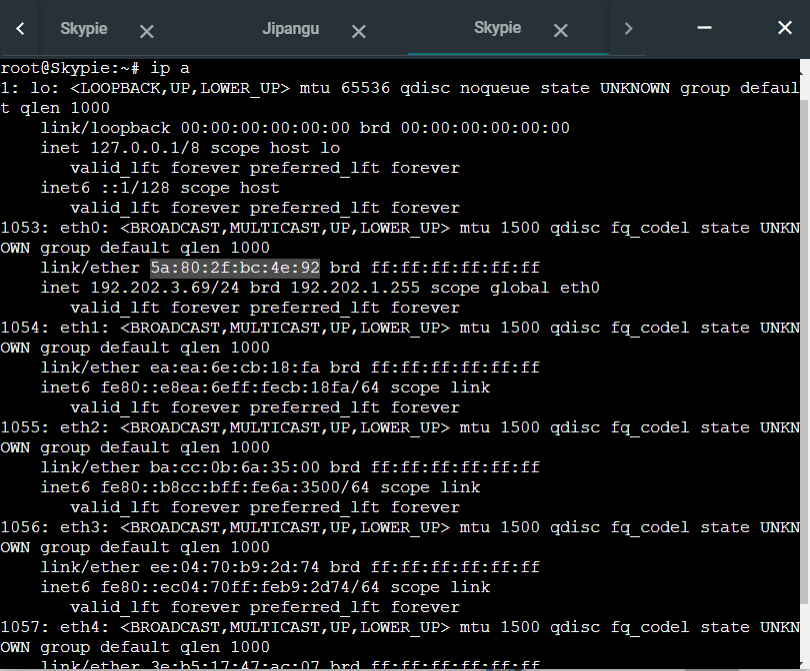 Skypie
Jipangu
Skypie
root@Skypie:~# ip a
1: lo: <LOOPBACK,UP,LOWER_UP> mtu 65536 qdisc noqueue state UNKNOWN group defaul
t qlen 1000
    link/loopback 00:00:00:00:00:00 brd 00:00:00:00:00:00
    inet 127.0.0.1/8 scope host lo
       valid_lft forever preferred_lft forever
    inet6 ::1/128 scope host
       valid_lft forever preferred_lft forever
1053: eth0: <BROADCAST,MULTICAST,UP,LOWER_UP> mtu 1500 qdisc fq_codel state UNKN
OWN group default qlen 1000
    link/ether 5a:80:2f:bc:4e:92 brd ff:ff:ff:ff:ff:ff
    inet 192.202.3.69/24 brd 192.202.1.255 scope global eth0
       valid_lft forever preferred_lft forever
1054: eth1: <BROADCAST,MULTICAST,UP,LOWER_UP> mtu 1500 qdisc fq_codel state UNKN
OWN group default qlen 1000
    link/ether ea:ea:6e:cb:18:fa brd ff:ff:ff:ff:ff:ff
    inet6 fe80::e8ea:6eff:fecb:18fa/64 scope link
       valid_lft forever preferred_lft forever
1055: eth2: <BROADCAST,MULTICAST,UP,LOWER_UP> mtu 1500 qdisc fq_codel state UNKN
OWN group default qlen 1000
    link/ether ba:cc:0b:6a:35:00 brd ff:ff:ff:ff:ff:ff
    inet6 fe80::b8cc:bff:fe6a:3500/64 scope link
       valid_lft forever preferred_lft forever
1056: eth3: <BROADCAST,MULTICAST,UP,LOWER_UP> mtu 1500 qdisc fq_codel state UNKN
OWN group default qlen 1000
    link/ether ee:04:70:b9:2d:74 brd ff:ff:ff:ff:ff:ff
    inet6 fe80::ec04:70ff:feb9:2d74/64 scope link
       valid_lft forever preferred_lft forever
1057: eth4: <BROADCAST,MULTICAST,UP,LOWER_UP> mtu 1500 qdisc fq_codel state UNKN
OWN group default qlen 1000
    link/ether 3e:b5:17:47:ac:07 brd ff:ff:ff:ff:ff:ff